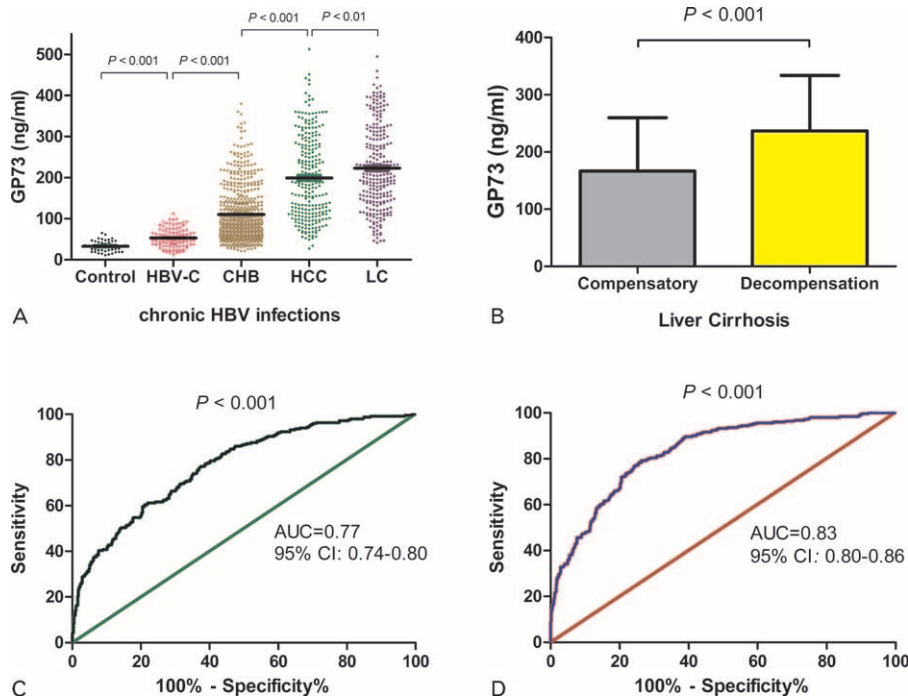 P < 0.001
P < 0.01
P < 0.001
P < 0.001
500
400
300
200
100
0
GP73 (ng/ml)
Control
HBV-C
CHB
HCC
LC
A
chronic HBV infections
P < 0.001
400
300
200
100
0
GP73 (ng/ml)
Compensatory
Decompensation
B
Liver Cirrhosis
P < 0.001
100
80
60
40
20
0
Sensitivity
AUC=0.77
95% CI: 0.74-0.80
0
20
40
60
80
100
C
100% - Specificity%
P < 0.001
100
80
60
40
20
0
Sensitivity
AUC=0.83
95% CI: 0.80-0.86
0
20
40
60
80
100
D
100% - Specificity%